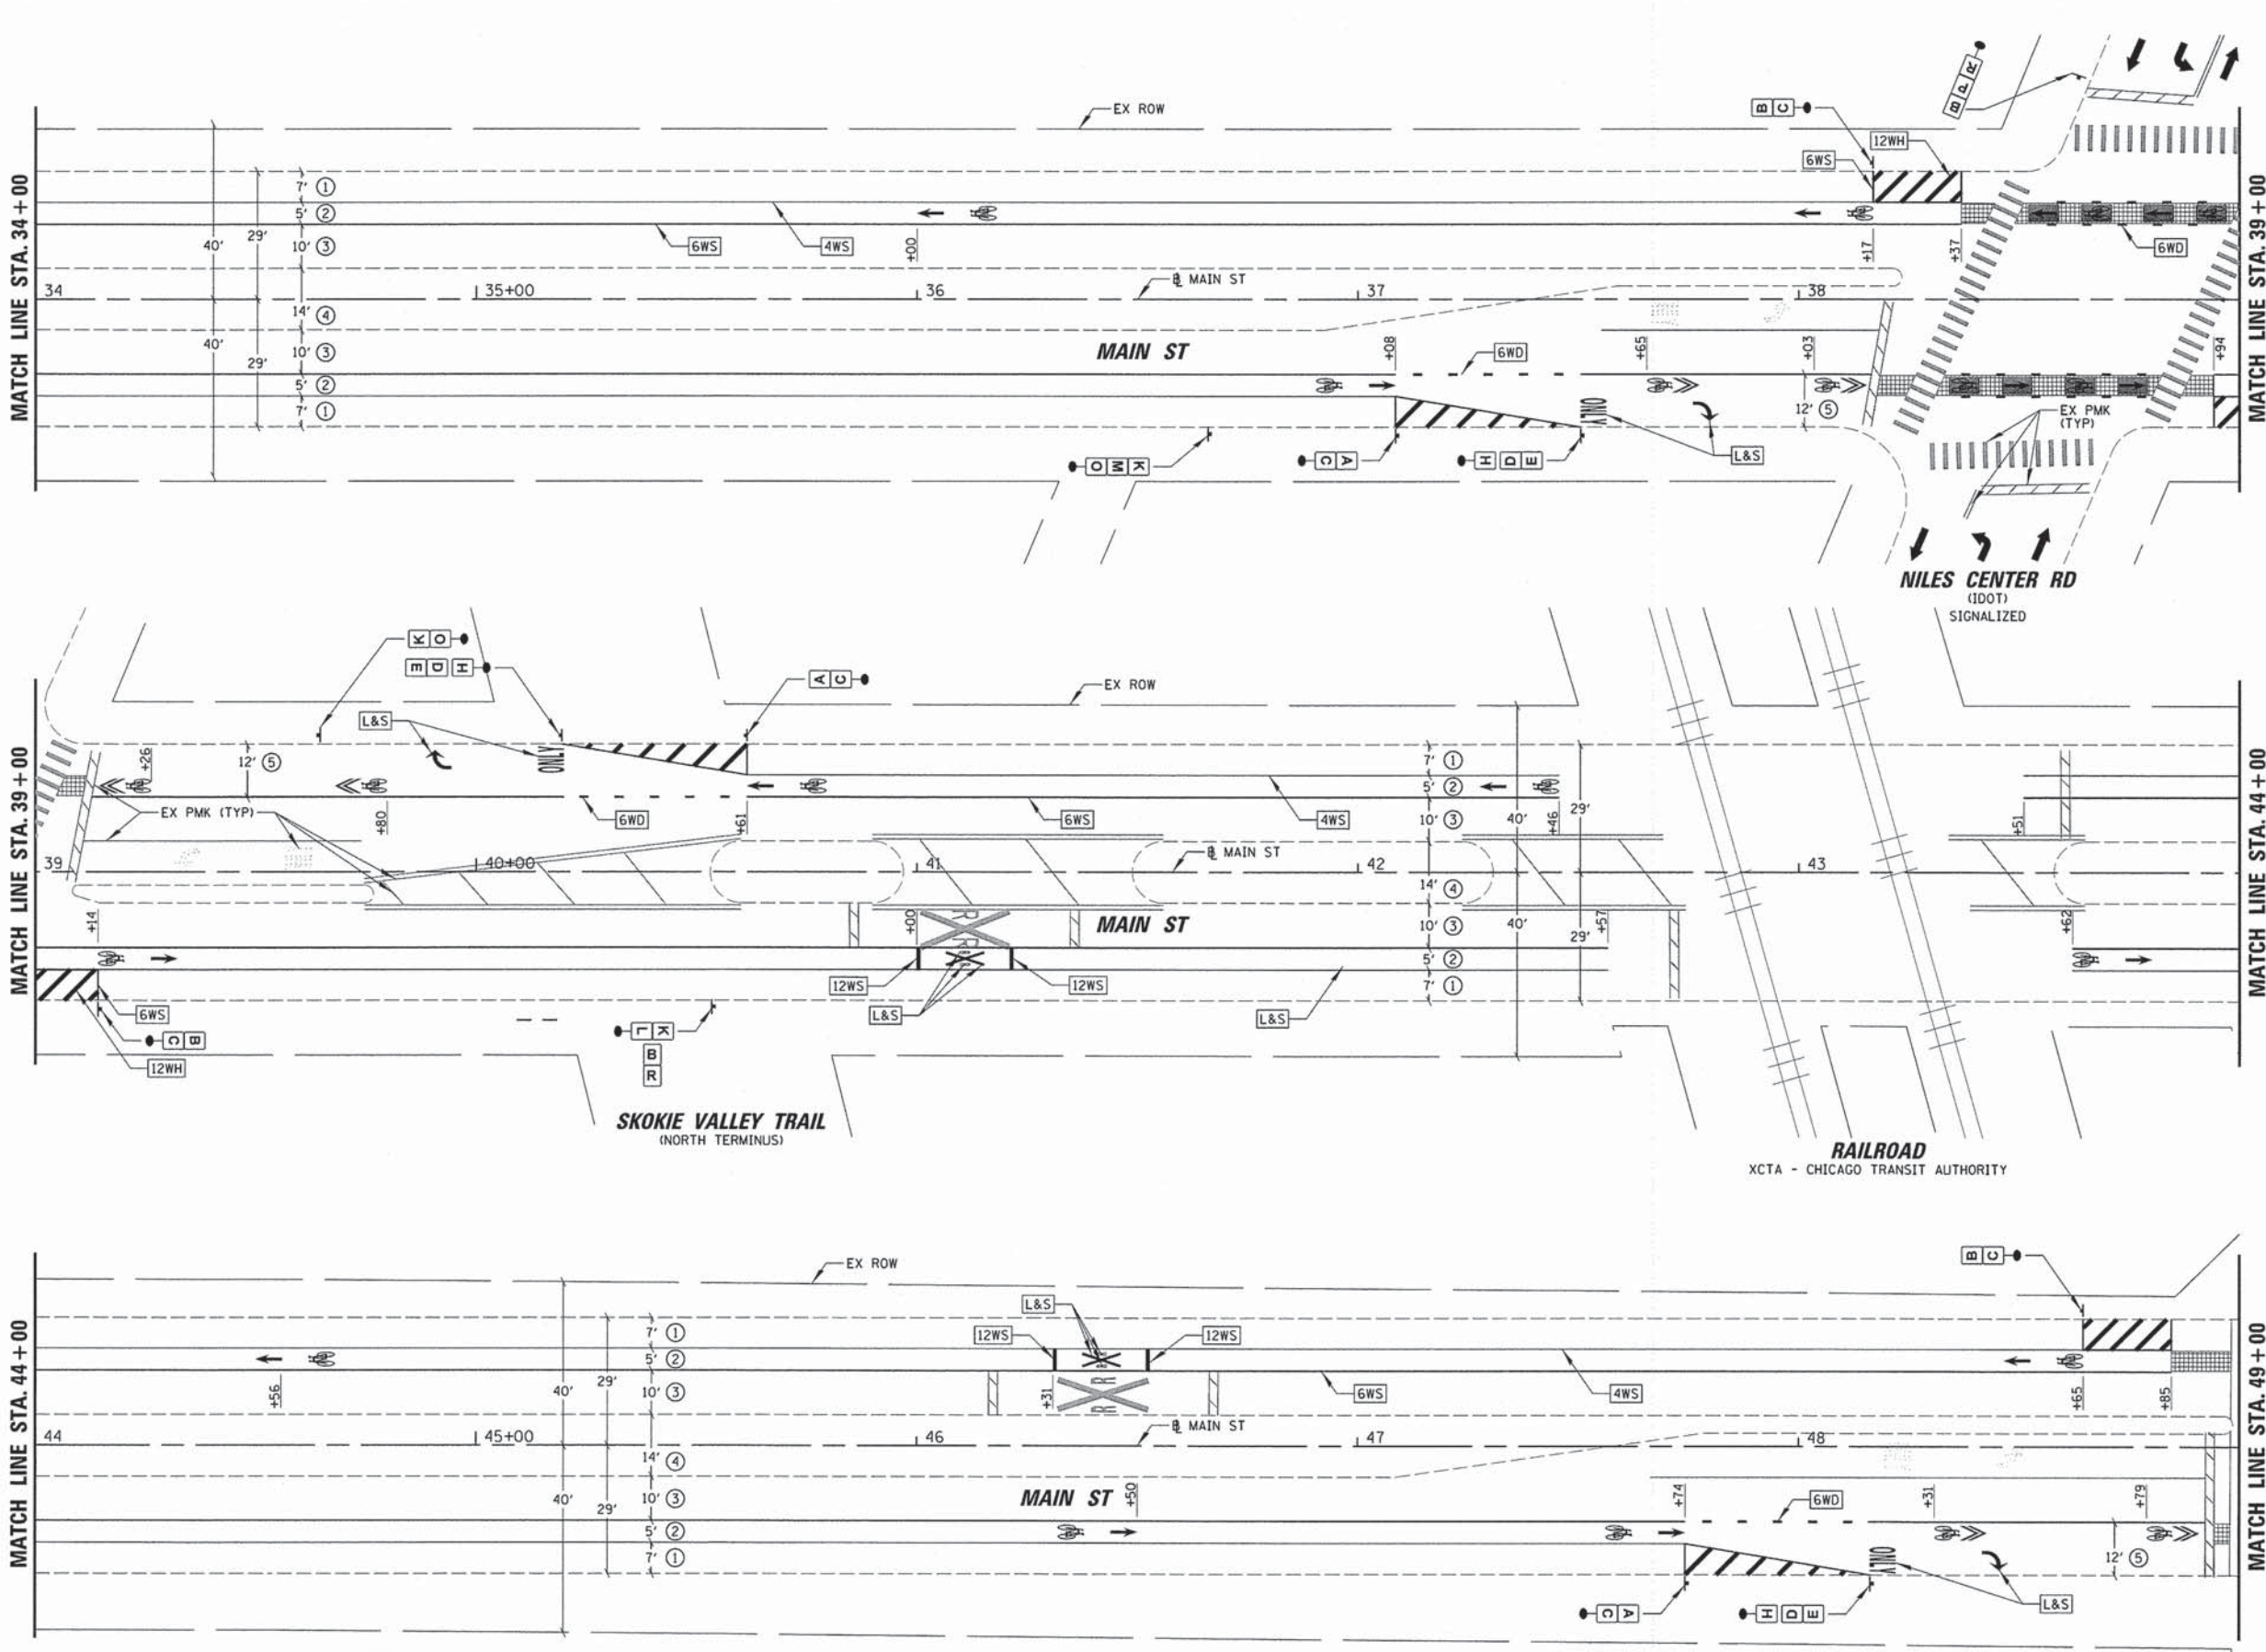 MATCH LINE STA. 34+00
EX ROW
B C
B P R
12WH
6WS
7' ①
5' ②
29'
40'
10' ③
6WS
4WS
+00
+17
+37
6WD
34
35+00
36
37
38
℄ MAIN ST
14' ④
40'
10' ③
29'
5' ②
7' ①
MAIN ST
+08
6WD
+65
+03
+94
ONLY
12' ⑤
EX PMK
(TYP)
L&S
O M K
C A
H D E
MATCH LINE STA. 39+00
NILES CENTER RD
(IDOT)
SIGNALIZED
MATCH LINE STA. 39+00
K O
E D H
A C
EX ROW
L&S
ONLY
+26
12' ⑤
7' ①
5' ②
EX PMK (TYP)
+80
6WD
+61
6WS
4WS
10' ③
40'
+46
29'
+51
39
40+00
41
42
43
℄ MAIN ST
14' ④
+14
+00
R R
MAIN ST
10' ③
40'
29'
+57
+62
5' ②
7' ①
12WS
12WS
L&S
L&S
6WS
C B
12WH
L K
B
R
SKOKIE VALLEY TRAIL
(NORTH TERMINUS)
RAILROAD
XCTA - CHICAGO TRANSIT AUTHORITY
MATCH LINE STA. 44+00
MATCH LINE STA. 44+00
EX ROW
B C
L&S
12WS
12WS
7' ①
5' ②
29'
40'
10' ③
+56
+31
R R
6WS
4WS
+65
+85
44
45+00
46
47
48
℄ MAIN ST
14' ④
40'
10' ③
29'
MAIN ST
+50
+74
6WD
+31
+79
5' ②
7' ①
ONLY
12' ⑤
C A
H D E
L&S
MATCH LINE STA. 49+00